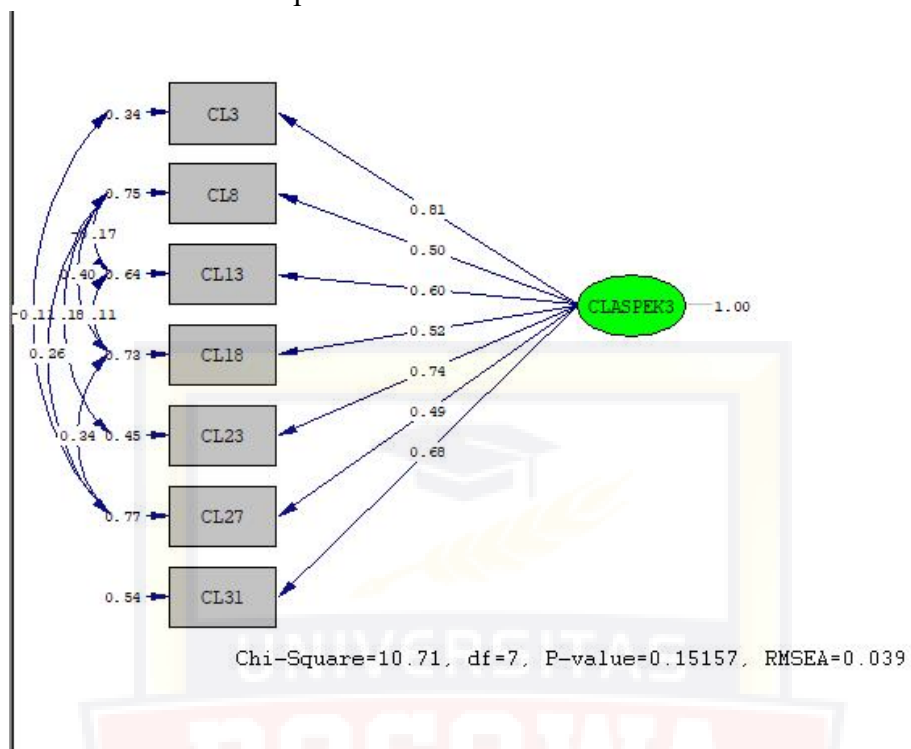 0.34 CL3
0.81
0.75 CL8
0.50
0.17
0.40 0.64 CL13
0.60
-0.11 .18 .11
0.52
0.26 0.73 CL18
0.74
0.34 0.45 CL23
0.49
0.77 CL27
0.68
0.54 CL31
CLASPEK3 1.00
Chi-Square=10.71, df=7, P-value=0.15157, RMSEA=0.039
UNIVERSITAS
BOSOWA